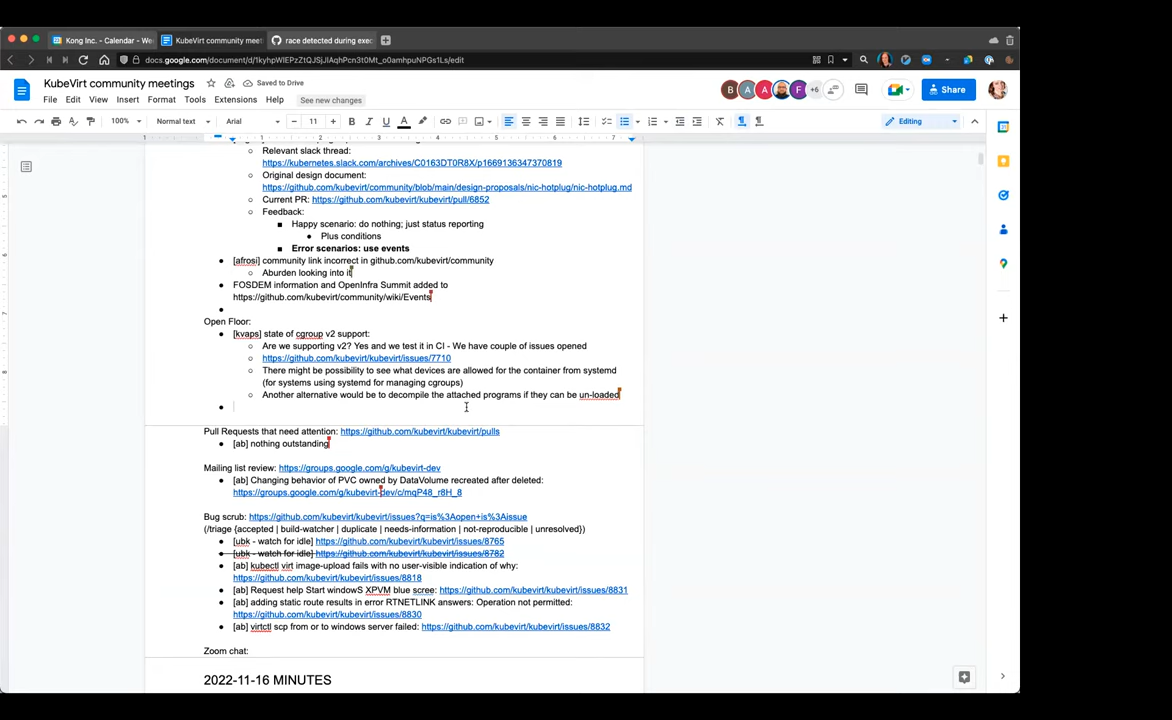 Kong Inc. - Calendar - We
KubeVirt community meet
race detected during exec
docs.google.com/document/d/1kyhpWIEPzZtQJSjJIAqhPcn3t0Mt_o0amhpuNPGs1Ls/edit
KubeVirt community meetings
Saved to Drive
File Edit View Insert Format Tools Extensions Help See new changes
B A A F +6 Share
100% Normal text Arial 11 Editing
1 1 2 3 4 5 6 7
Relevant slack thread:
https://kubernetes.slack.com/archives/C0163DT0R8X/p1669136347370819
Original design document:
https://github.com/kubevirt/community/blob/main/design-proposals/nic-hotplug/nic-hotplug.md
Current PR: https://github.com/kubevirt/kubevirt/pull/6852
Feedback:
Happy scenario: do nothing; just status reporting
Plus conditions
Error scenarios: use events
[afrosi] community link incorrect in github.com/kubevirt/community
Aburden looking into it
FOSDEM information and OpenInfra Summit added to
https://github.com/kubevirt/community/wiki/Events
Open Floor:
[kvaps] state of cgroup v2 support:
Are we supporting v2? Yes and we test it in CI - We have couple of issues opened
https://github.com/kubevirt/kubevirt/issues/7710
There might be possibility to see what devices are allowed for the container from systemd
(for systems using systemd for managing cgroups)
Another alternative would be to decompile the attached programs if they can be un-loaded
Pull Requests that need attention: https://github.com/kubevirt/kubevirt/pulls
[ab] nothing outstanding
Mailing list review: https://groups.google.com/g/kubevirt-dev
[ab] Changing behavior of PVC owned by DataVolume recreated after deleted:
https://groups.google.com/g/kubevirt-dev/c/mqP48_r8H_8
Bug scrub: https://github.com/kubevirt/kubevirt/issues?q=is%3Aopen+is%3Aissue
(/triage {accepted | build-watcher | duplicate | needs-information | not-reproducible | unresolved})
[ubk - watch for idle] https://github.com/kubevirt/kubevirt/issues/8765
[ubk - watch for idle] https://github.com/kubevirt/kubevirt/issues/8782
[ab] kubectl virt image-upload fails with no user-visible indication of why:
https://github.com/kubevirt/kubevirt/issues/8818
[ab] Request help Start windowS XPVM blue scree: https://github.com/kubevirt/kubevirt/issues/8831
[ab] adding static route results in error RTNETLINK answers: Operation not permitted:
https://github.com/kubevirt/kubevirt/issues/8830
[ab] virtctl scp from or to windows server failed: https://github.com/kubevirt/kubevirt/issues/8832
Zoom chat:
2022-11-16 MINUTES